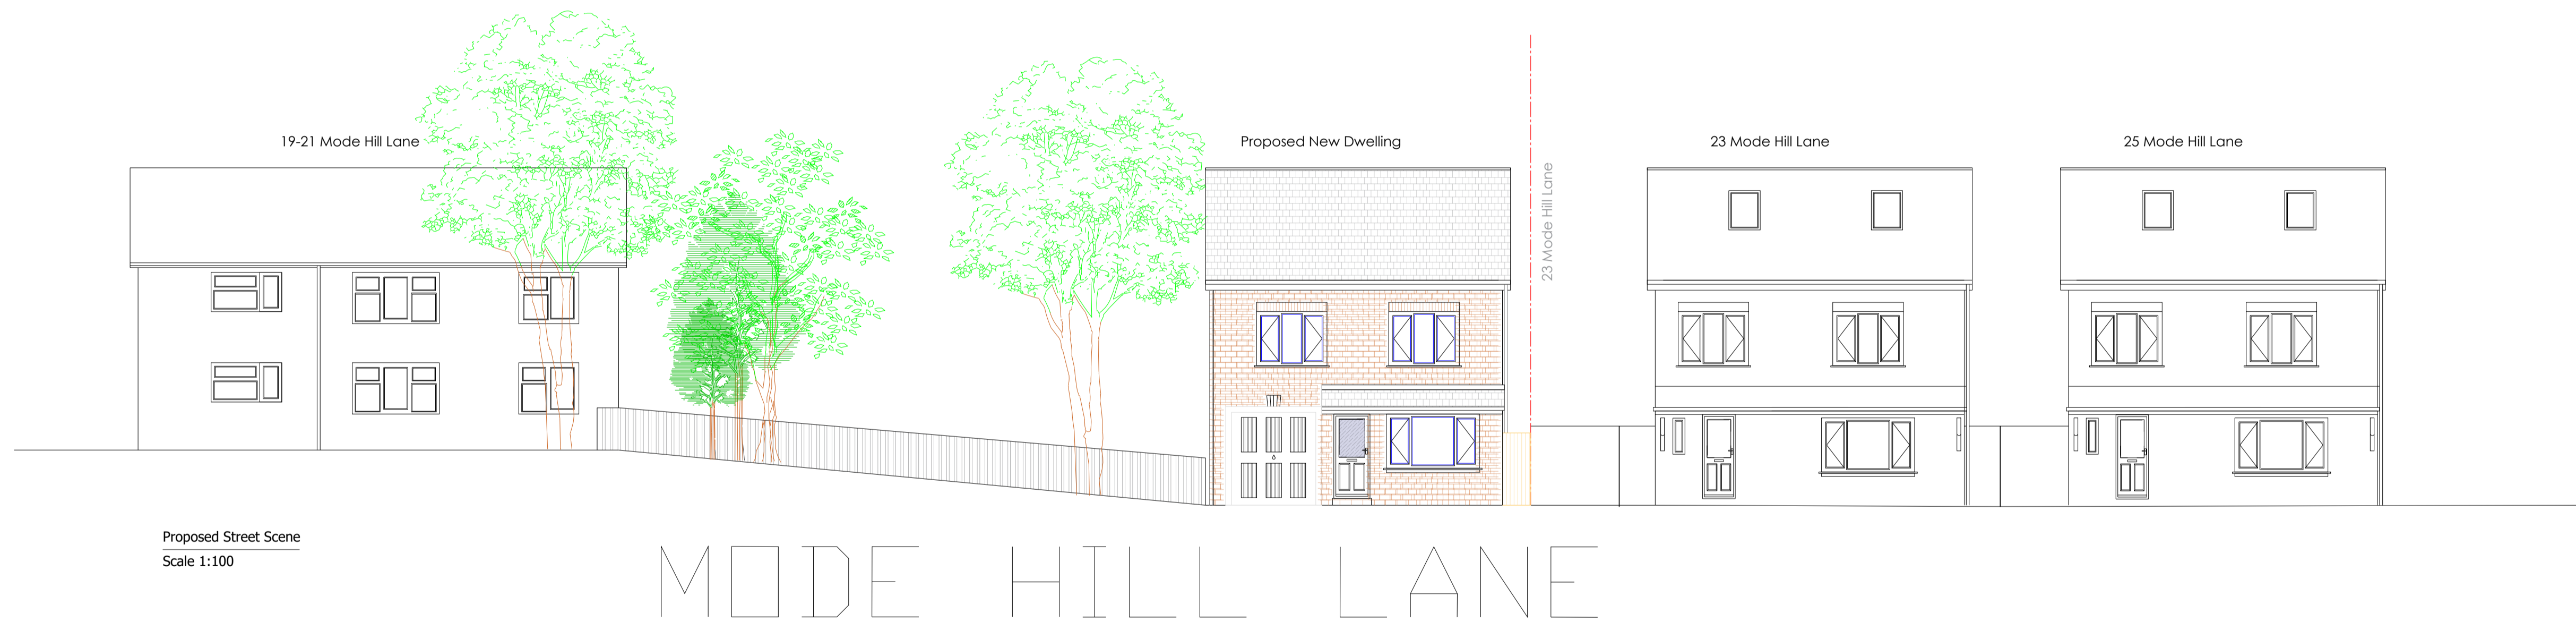 19-21 Mode Hill Lane
Proposed New Dwelling
23 Mode Hill Lane
23 Mode Hill Lane
25 Mode Hill Lane
Proposed Street Scene
Scale 1:100
MODE HILL LANE